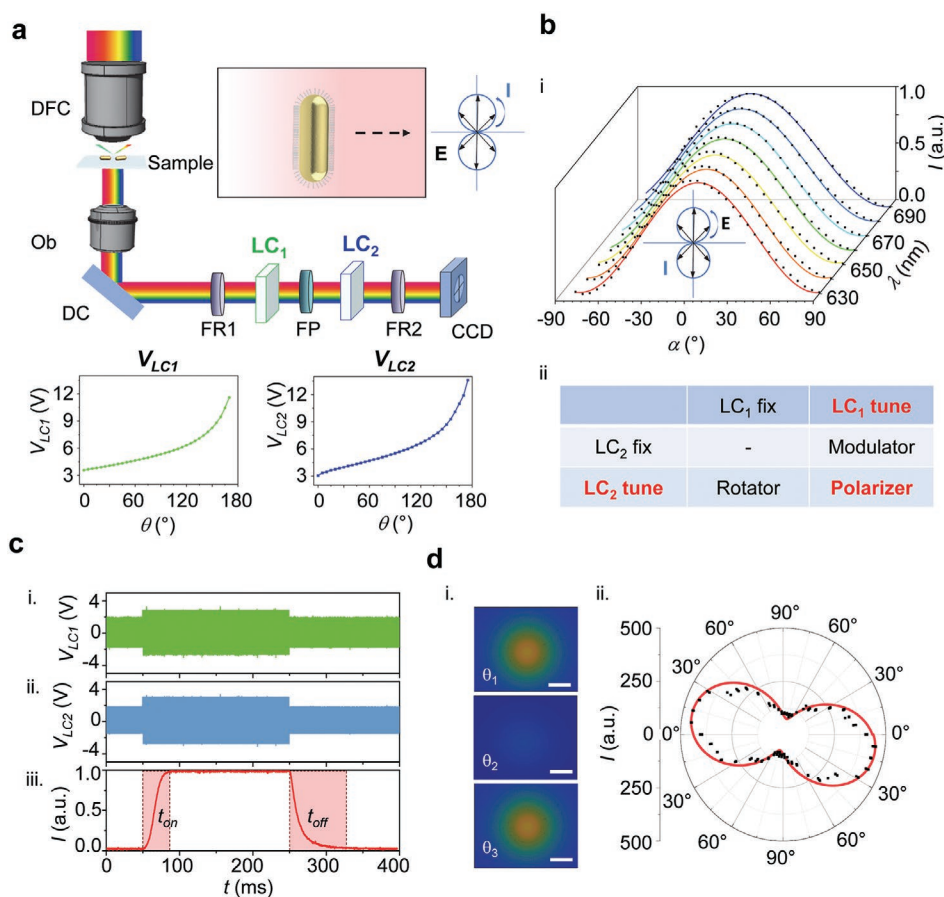 a
DFC
Sample
Ob
DC
I
E
LC1
LC2
FR1
FP
FR2
CCD
VLC1
VLC1 (V)
12
9
6
3
0
60
120
180
θ (°)
VLC2
VLC2 (V)
12
9
6
3
0
60
120
180
θ (°)
b
i
1.0
0.5
0.0
I (a.u.)
690
670
650
630
λ (nm)
E
I
-90
-60
-30
0
30
60
90
α (°)
ii
LC1 fix
LC1 tune
LC2 fix
-
Modulator
LC2 tune
Rotator
Polarizer
c
i.
VLC1 (V)
4
0
-4
ii.
VLC2 (V)
4
0
-4
iii.
I (a.u.)
1.0
0.5
0
ton
toff
0
100
200
300
400
t (ms)
d
i.
θ1
θ2
θ3
ii.
I (a.u.)
500
250
0
250
500
90°
60°
60°
30°
30°
0°
0°
30°
30°
60°
60°
90°